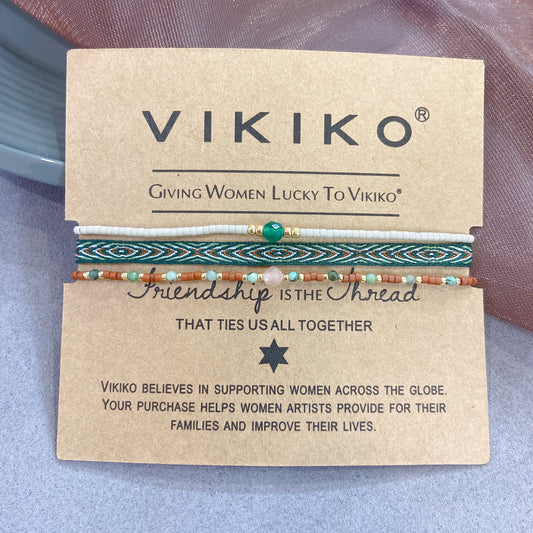 VIKIKO®
GIVING WOMEN LUCKY TO VIKIKO®
Friendship IS THE Thread
THAT TIES US ALL TOGETHER
VIKIKO BELIEVES IN SUPPORTING WOMEN ACROSS THE GLOBE.
YOUR PURCHASE HELPS WOMEN ARTISTS PROVIDE FOR THEIR
FAMILIES AND IMPROVE THEIR LIVES.